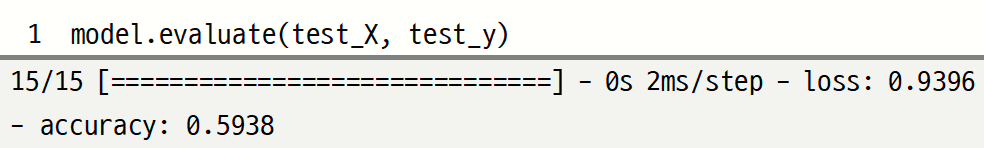 1 model.evaluate(test_X, test_y)
15/15 [==============================] - 0s 2ms/step - loss: 0.9396
- accuracy: 0.5938